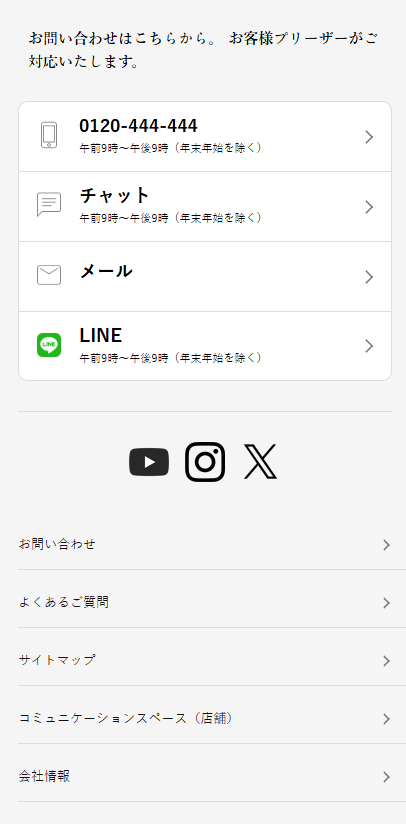 お問い合わせはこちらから。 お客様プリーザーがご
対応いたします。
0120-444-444
午前9時〜午後9時（年末年始を除く）
チャット
午前9時〜午後9時（年末年始を除く）
メール
LINE
LINE
午前9時〜午後9時（年末年始を除く）
お問い合わせ
よくあるご質問
サイトマップ
コミュニケーションスペース（店舗）
会社情報